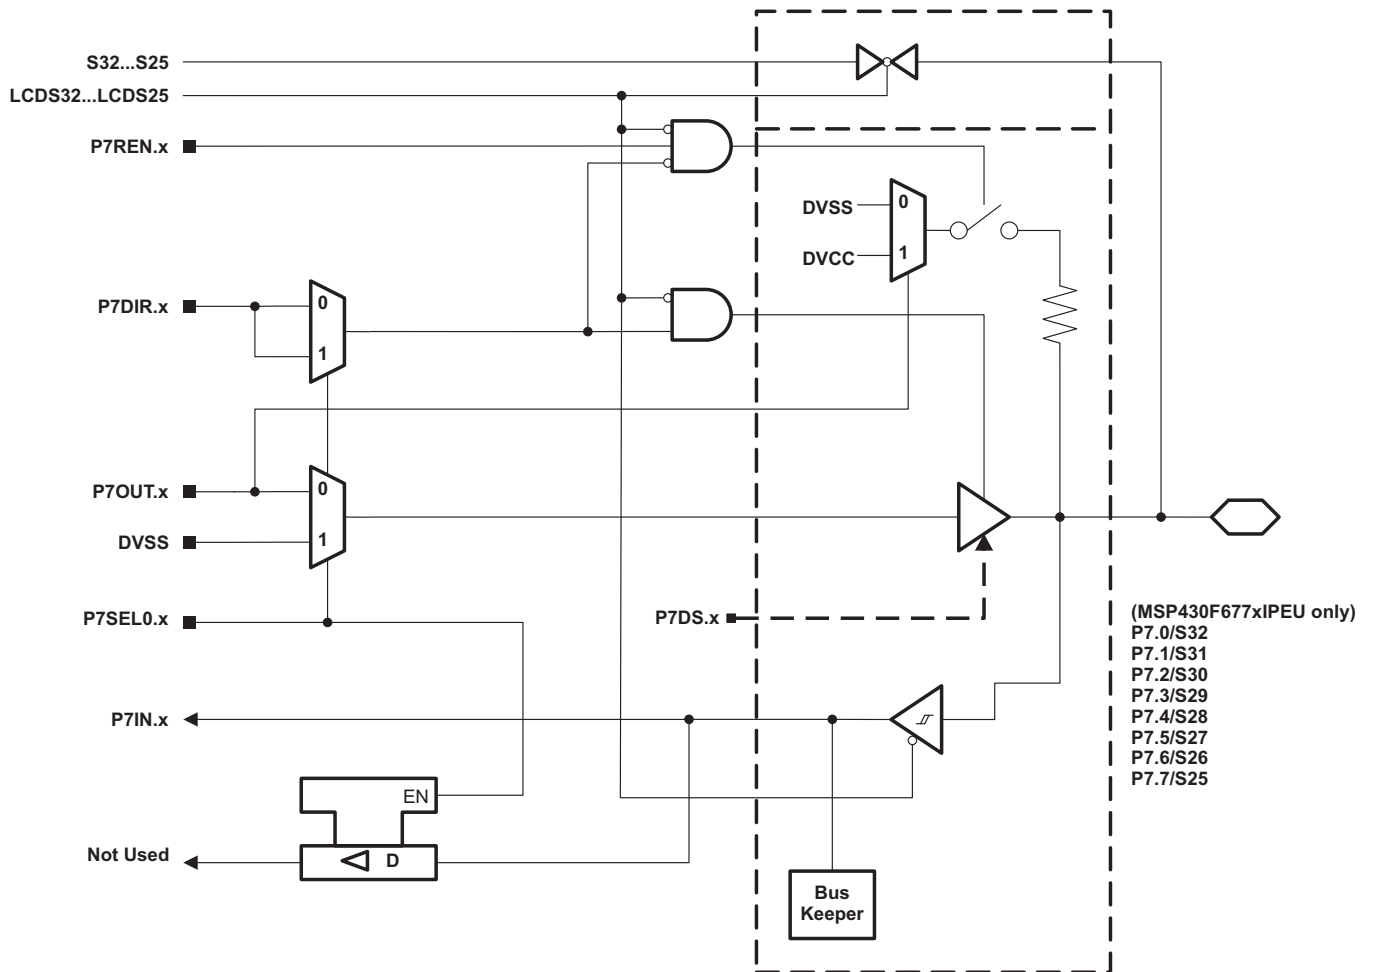 S32...S25
LCDS32...LCDS25
P7REN.x
DVSS
0
DVCC
1
P7DIR.x
0
1
P7OUT.x
0
DVSS
1
P7SEL0.x
P7DS.x
(MSP430F677xIPEU only)
P7.0/S32
P7.1/S31
P7.2/S30
P7.3/S29
P7.4/S28
P7.5/S27
P7.6/S26
P7.7/S25
P7IN.x
EN
Not Used
D
Bus
Keeper